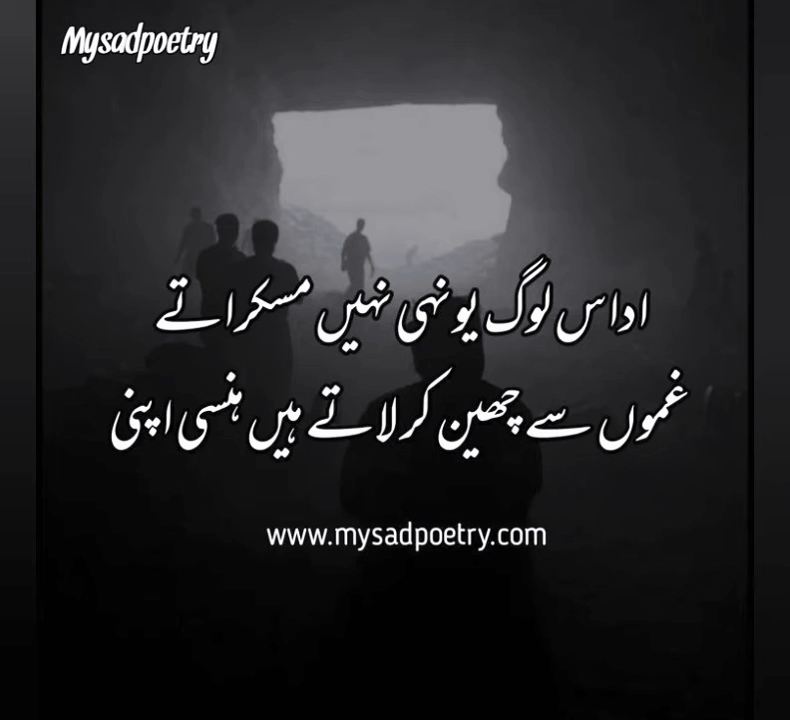 Mysadpoetry
اداس لوگ یونہی نہیں مسکراتے
غموں سے چھین کر لاتے ہیں ہنسی اپنی
www.mysadpoetry.com